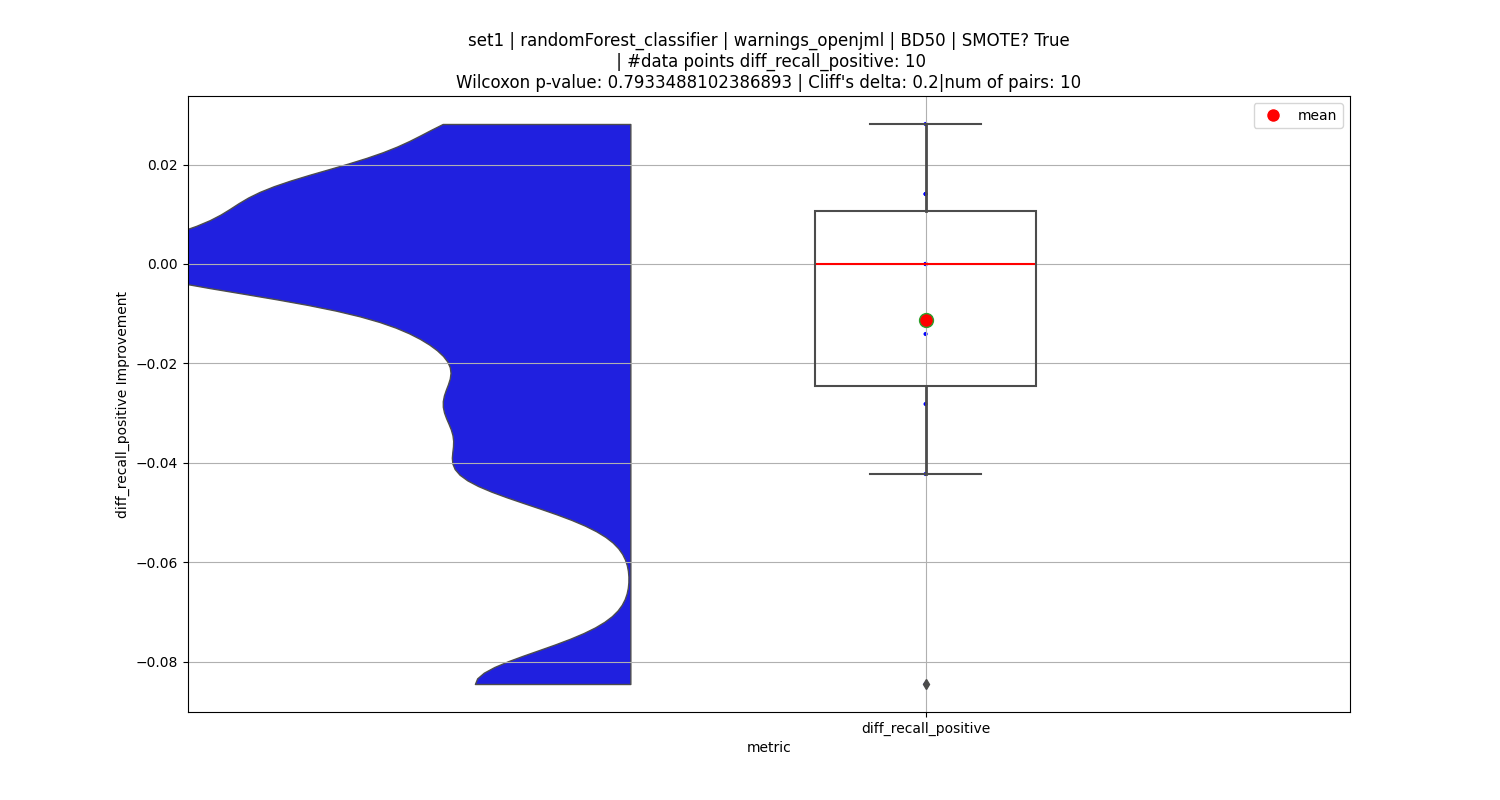 set1 | randomForest_classifier | warnings_openjml | BD50 | SMOTE? True
| #data points diff_recall_positive: 10
Wilcoxon p-value: 0.7933488102386893 | Cliff's delta: 0.2|num of pairs: 10
mean
0.02
0.00
−0.02
−0.04
−0.06
−0.08
diff_recall_positive Improvement
diff_recall_positive
metric